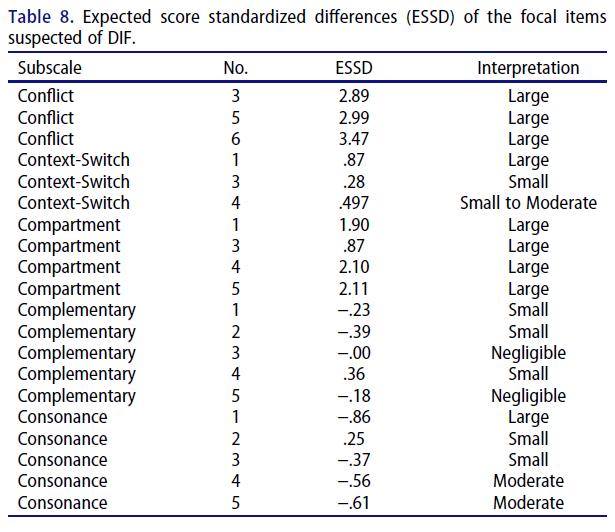 Table 8. Expected score standardized differences (ESSD) of the focal items
suspected of DIF.
Subscale No. ESSD Interpretation
Conflict 3 2.89 Large
Conflict 5 2.99 Large
Conflict 6 3.47 Large
Context-Switch 1 .87 Large
Context-Switch 3 .28 Small
Context-Switch 4 .497 Small to Moderate
Compartment 1 1.90 Large
Compartment 3 .87 Large
Compartment 4 2.10 Large
Compartment 5 2.11 Large
Complementary 1 −.23 Small
Complementary 2 −.39 Small
Complementary 3 −.00 Negligible
Complementary 4 .36 Small
Complementary 5 −.18 Negligible
Consonance 1 −.86 Large
Consonance 2 .25 Small
Consonance 3 −.37 Small
Consonance 4 −.56 Moderate
Consonance 5 −.61 Moderate